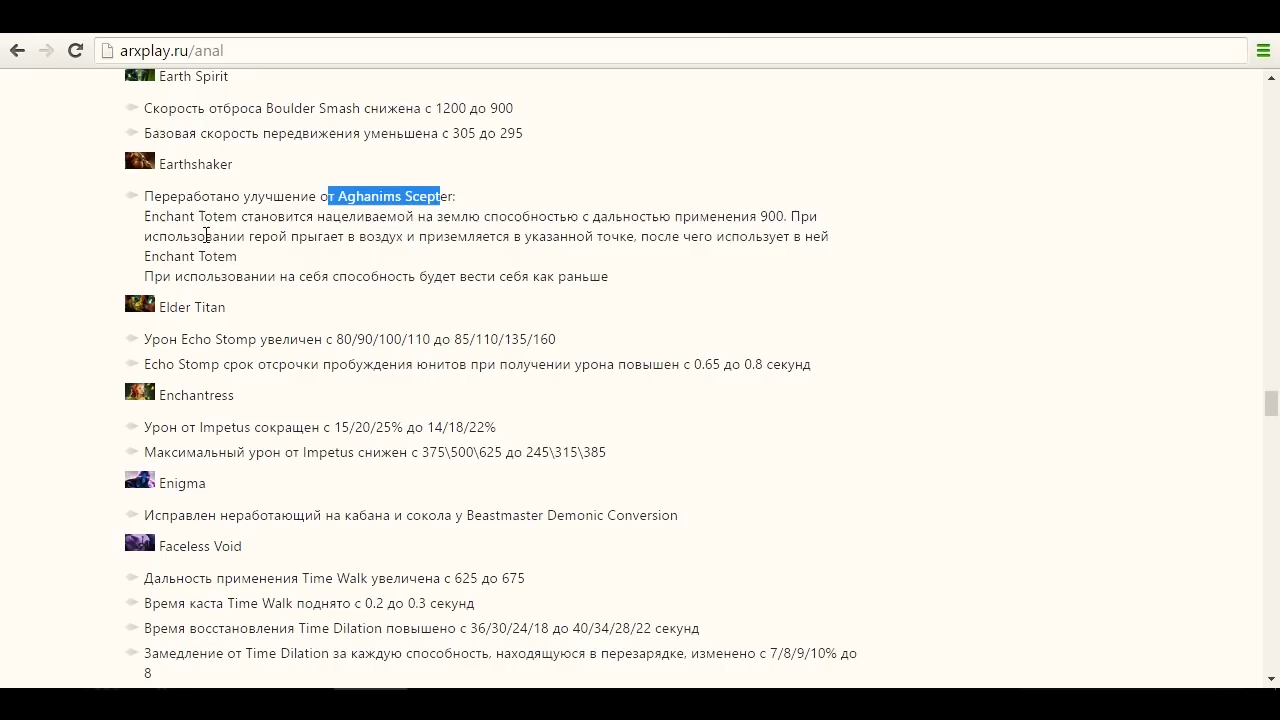 arxplay.ru/anal
Earth Spirit
Скорость отброса Boulder Smash снижена с 1200 до 900
Базовая скорость передвижения уменьшена с 305 до 295
Earthshaker
Переработано улучшение от Aghanims Scepter:
Enchant Totem становится нацеливаемой на землю способностью с дальностью применения 900. При
использовании герой прыгает в воздух и приземляется в указанной точке, после чего использует в ней
Enchant Totem
При использовании на себя способность будет вести себя как раньше
Elder Titan
Урон Echo Stomp увеличен с 80/90/100/110 до 85/110/135/160
Echo Stomp срок отсрочки пробуждения юнитов при получении урона повышен с 0.65 до 0.8 секунд
Enchantress
Урон от Impetus сокращен с 15/20/25% до 14/18/22%
Максимальный урон от Impetus снижен с 375\500\625 до 245\315\385
Enigma
Исправлен неработающий на кабана и сокола у Beastmaster Demonic Conversion
Faceless Void
Дальность применения Time Walk увеличена с 625 до 675
Время каста Time Walk поднято с 0.2 до 0.3 секунд
Время восстановления Time Dilation повышено с 36/30/24/18 до 40/34/28/22 секунд
Замедление от Time Dilation за каждую способность, находящуюся в перезарядке, изменено с 7/8/9/10% до
8